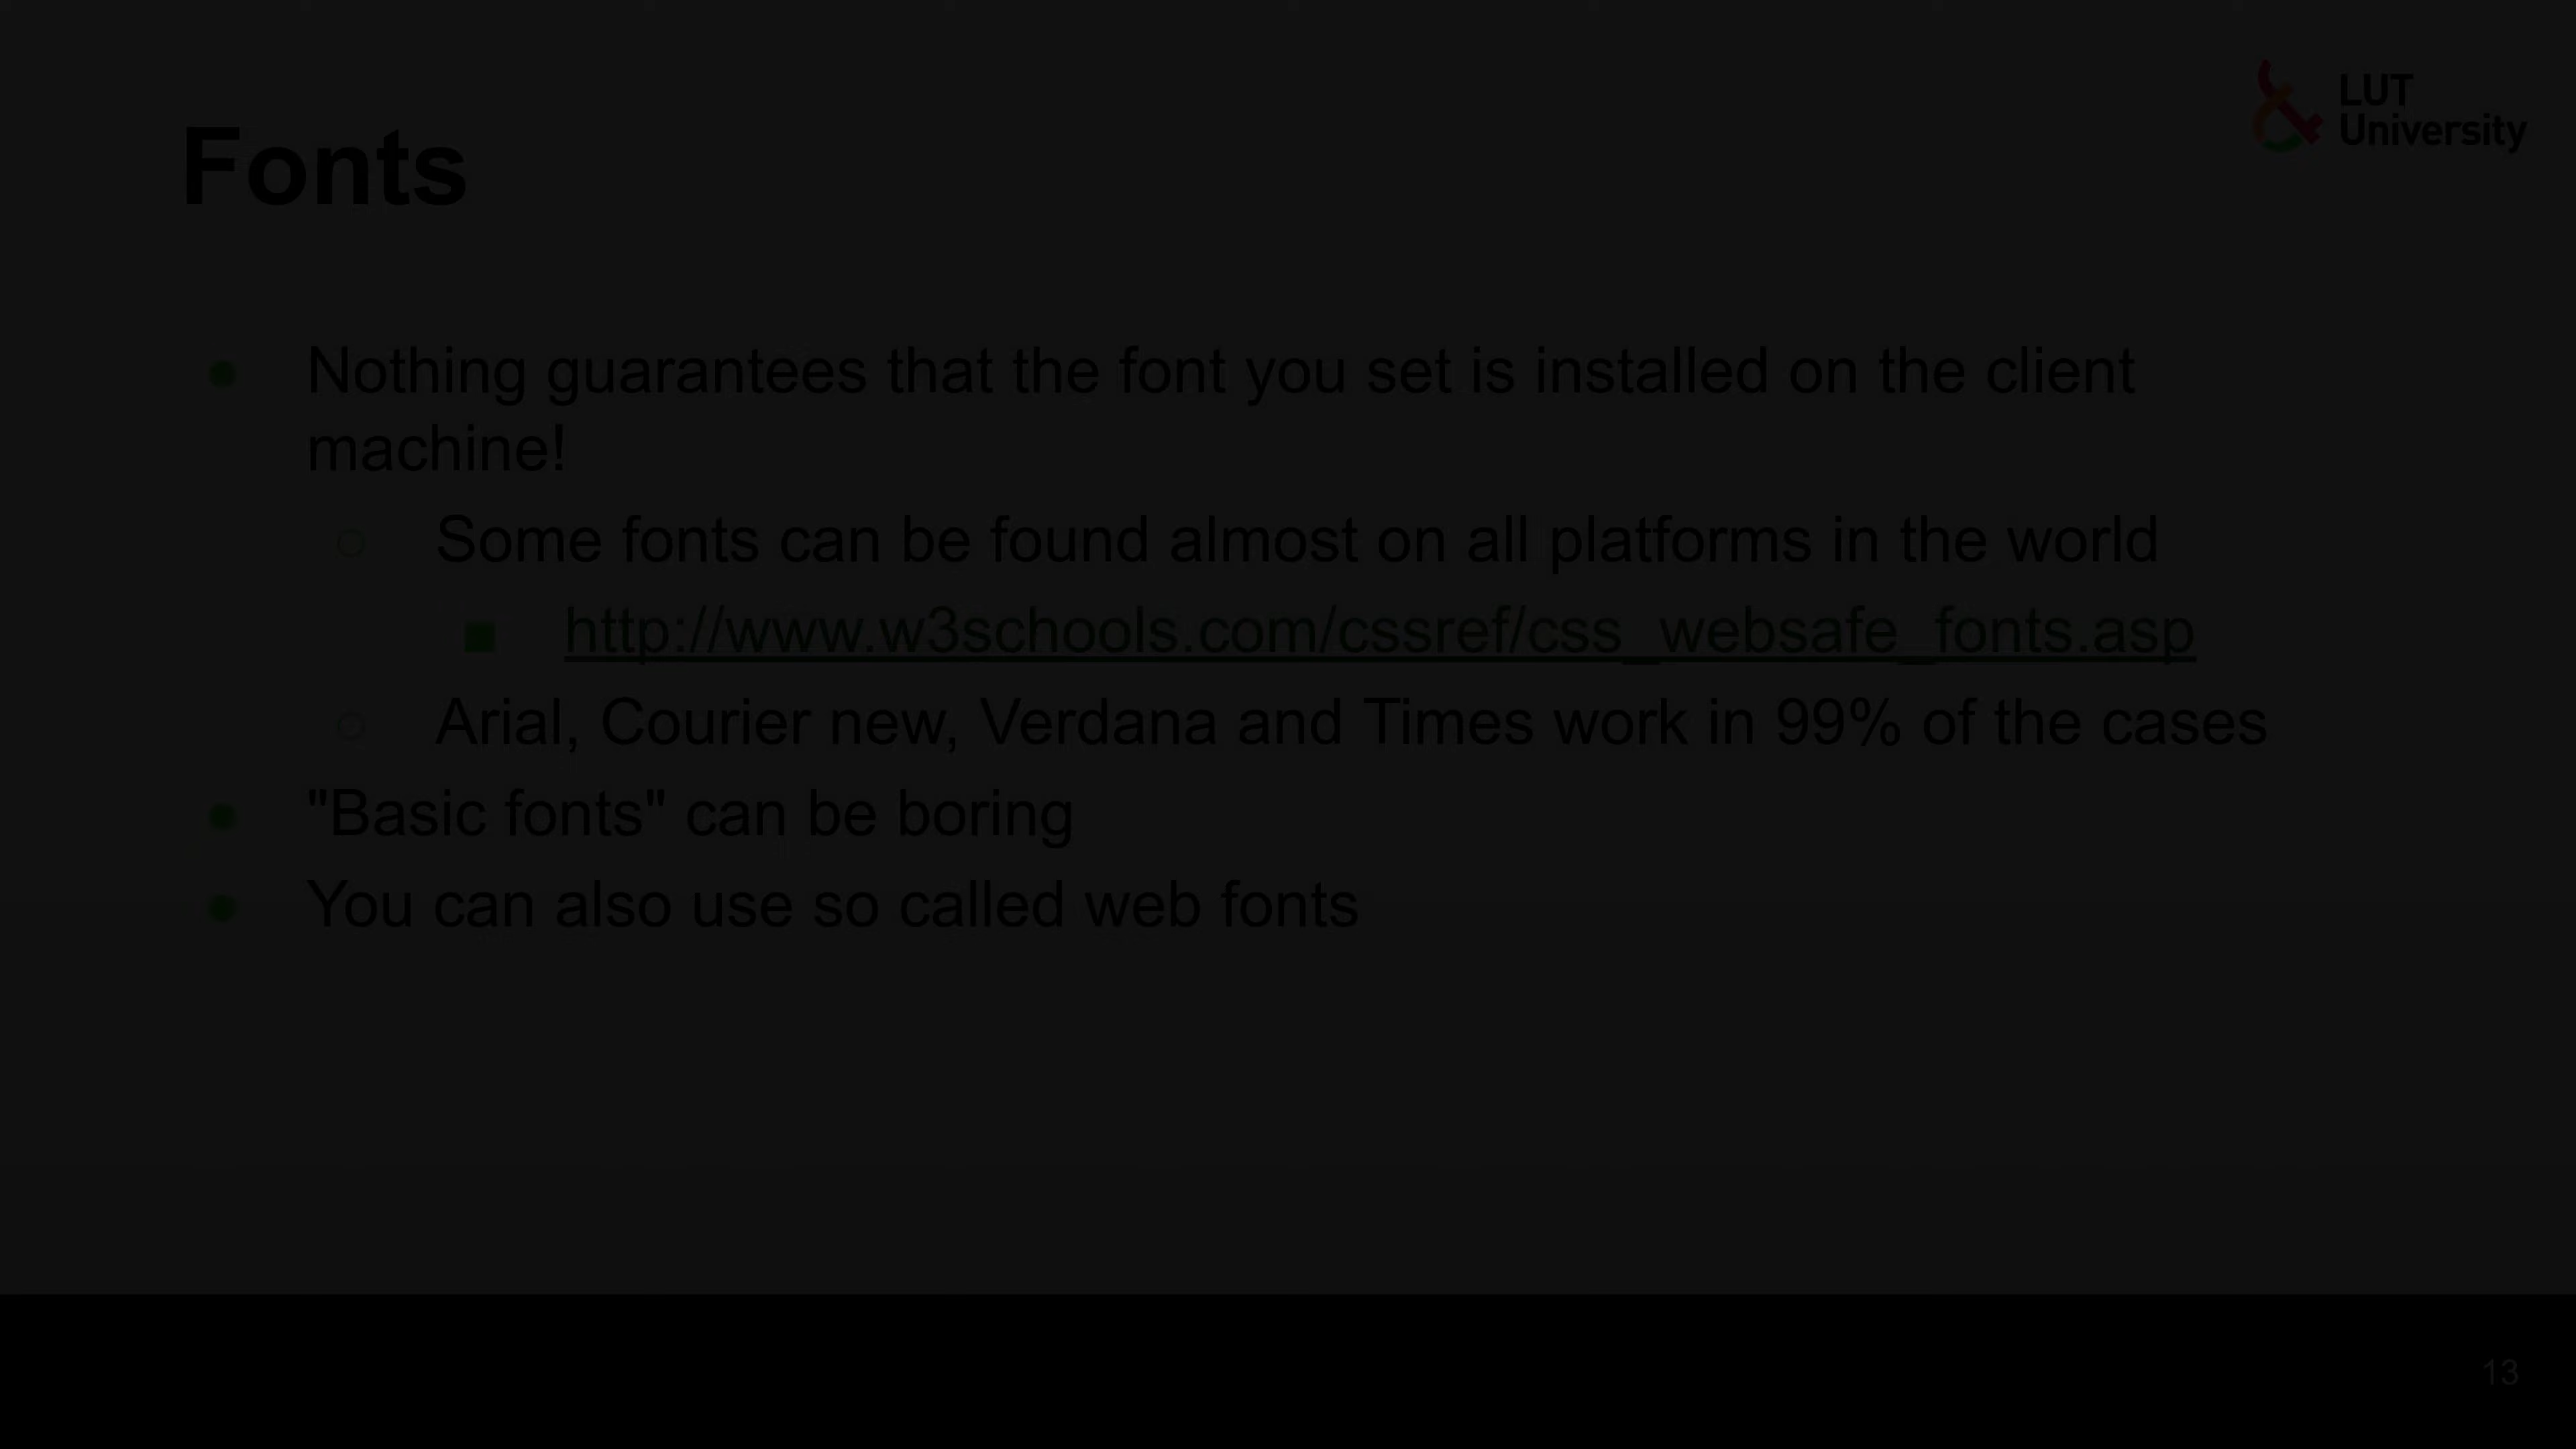 LUT
University
Fonts
● Nothing guarantees that the font you set is installed on the client
machine!
○ Some fonts can be found almost on all platforms in the world
■ http://www.w3schools.com/cssref/css_websafe_fonts.asp
○ Arial, Courier new, Verdana and Times work in 99% of the cases
● "Basic fonts" can be boring
● You can also use so called web fonts
13